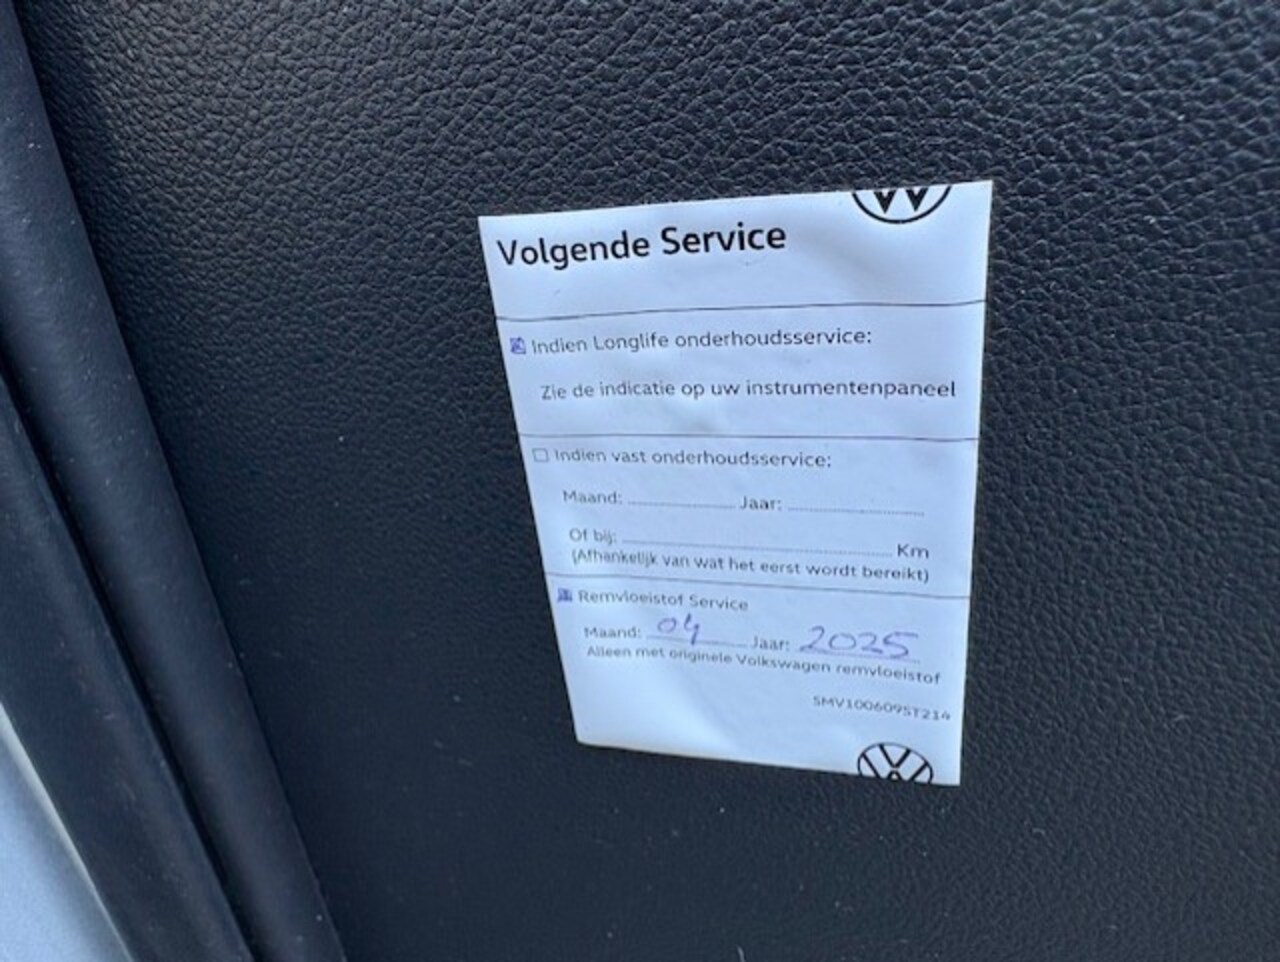 Volgende Service
Indien Longlife onderhoudsservice:
Zie de indicatie op uw instrumentenpaneel
Indien vast onderhoudsservice:
Maand: Jaar:
Of bij: Km
(Afhankelijk van wat het eerst wordt bereikt)
Remvloeistof Service
Maand: 04 Jaar: 2025
Alleen met originele Volkswagen remvloeistof
SMV100609ST214